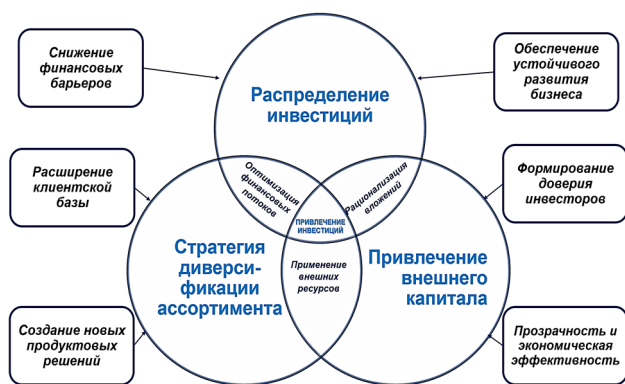 Снижение
финансовых
барьеров
Обеспечение
устойчивого
развития
бизнеса
Распределение
инвестиций
Расширение
клиентской
базы
Оптимизация
финансовых
потоков
Рационализация
вложений
Формирование
доверия
инвесторов
ПРИВЛЕЧЕНИЕ
ИНВЕСТИЦИЙ
Стратегия
диверси-
фикации
ассортимента
Применение
внешних
ресурсов
Привлечение
внешнего
капитала
Создание новых
продуктовых
решений
Прозрачность и
экономическая
эффективность